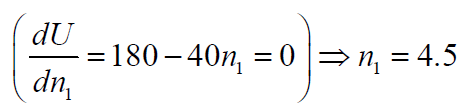 (dU/dn₁ = 180 − 40n₁ = 0) ⇒ n₁ = 4.5